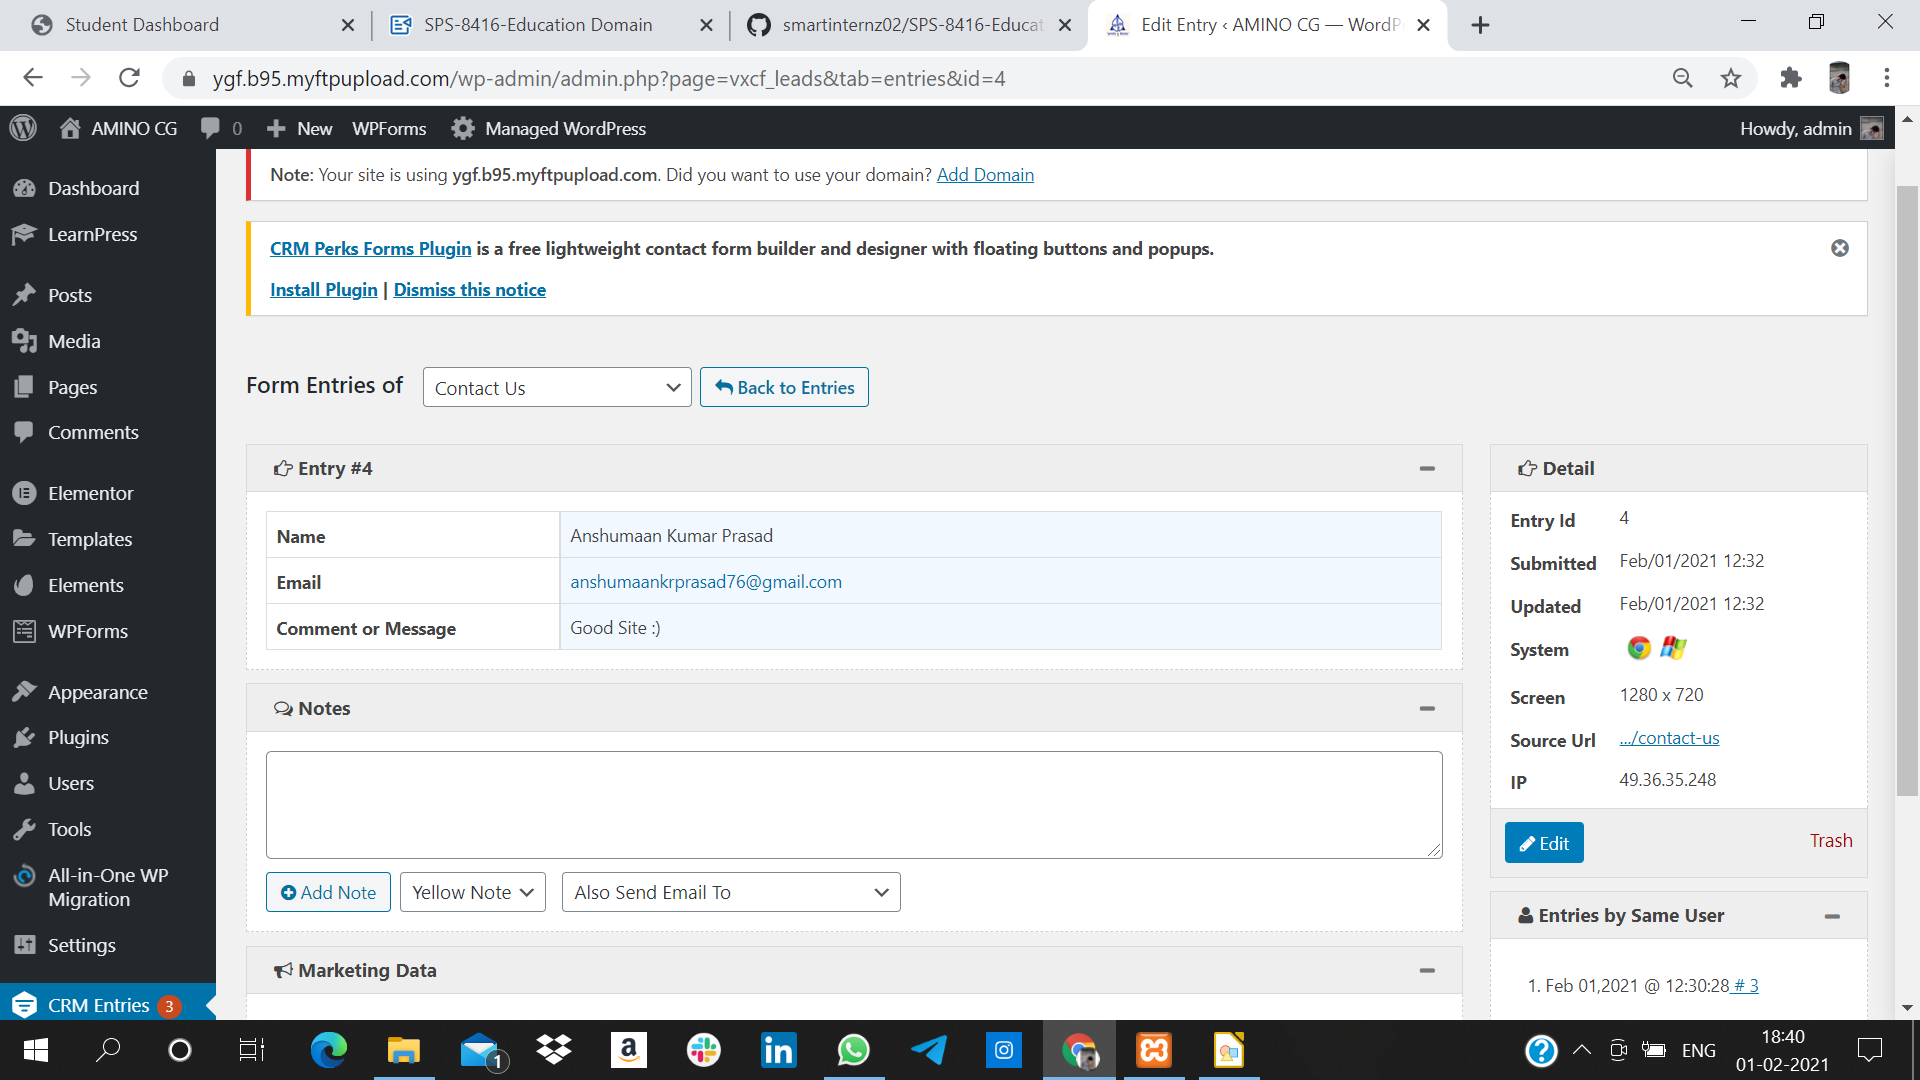 Student Dashboard
SPS-8416-Education Domain
smartinternz02/SPS-8416-Educat
Edit Entry ‹ AMINO CG — WordP
ygf.b95.myftpupload.com/wp-admin/admin.php?page=vxcf_leads&tab=entries&id=4
AMINO CG
0
New
WPForms
Managed WordPress
Howdy, admin
Dashboard
LearnPress
Posts
Media
Pages
Comments
Elementor
Templates
Elements
WPForms
Appearance
Plugins
Users
Tools
All-in-One WP
Migration
Settings
CRM Entries 3
Note: Your site is using ygf.b95.myftpupload.com. Did you want to use your domain? Add Domain
CRM Perks Forms Plugin is a free lightweight contact form builder and designer with floating buttons and popups.
Install Plugin | Dismiss this notice
Form Entries of
Contact Us
Back to Entries
Entry #4
Name
Anshumaan Kumar Prasad
Email
anshumaankrprasad76@gmail.com
Comment or Message
Good Site :)
Notes
Add Note
Yellow Note
Also Send Email To
Marketing Data
Detail
Entry Id 4
Submitted Feb/01/2021 12:32
Updated Feb/01/2021 12:32
System
Screen 1280 x 720
Source Url .../contact-us
IP 49.36.35.248
Edit
Trash
Entries by Same User
1. Feb 01,2021 @ 12:30:28 # 3
1
ENG
18:40
01-02-2021